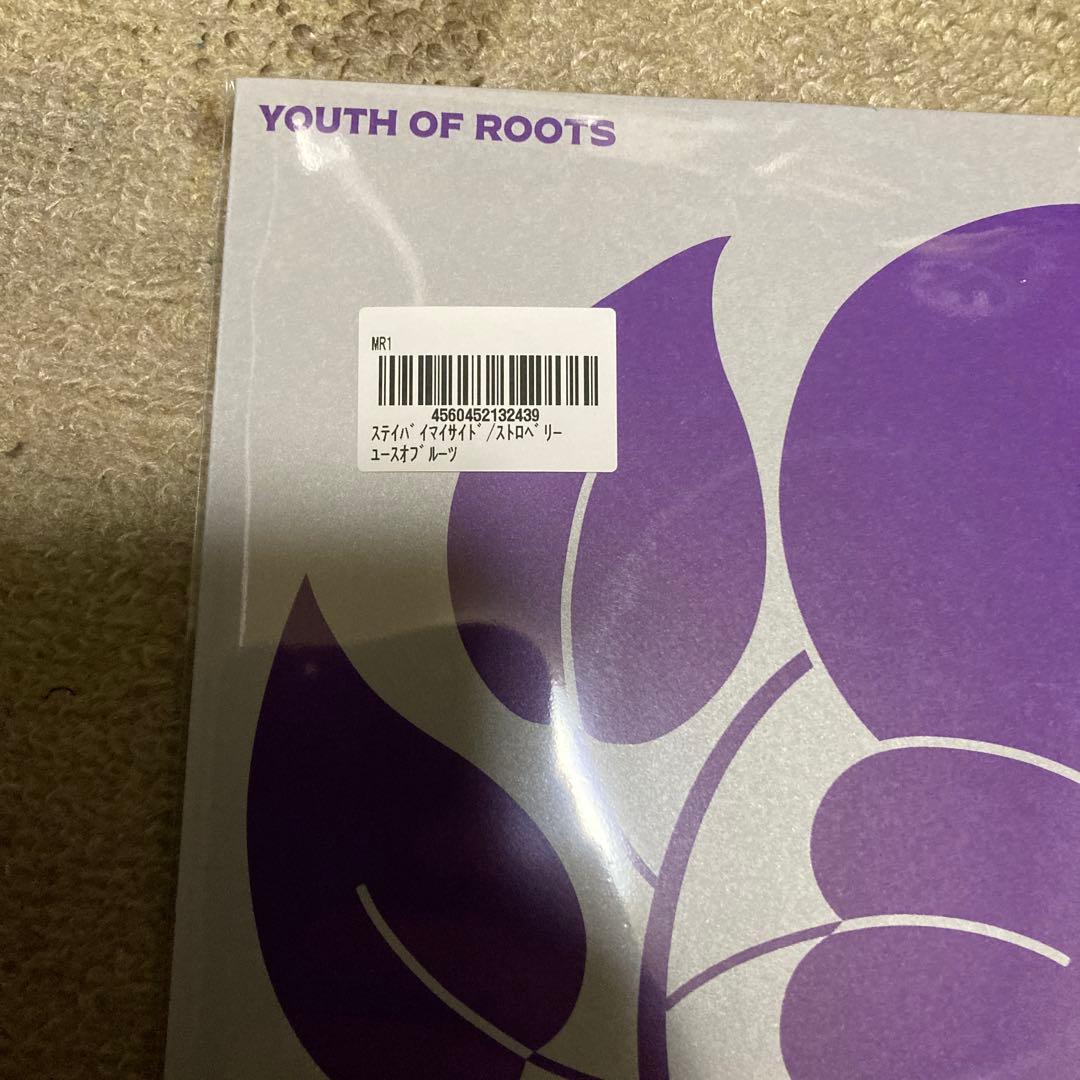 YOUTH OF ROOTS
MR1
4560452132439
ｽﾃｲﾊﾞｲﾏｲｻｲﾄﾞ/ｽﾄﾛﾍﾞﾘｰ
ﾕｰｽｵﾌﾞﾙｰﾂ